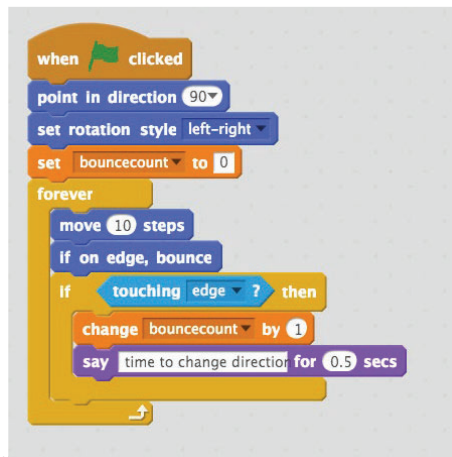 when clicked
point in direction 90
set rotation style left-right
set bouncecount to 0
forever
move 10 steps
if on edge, bounce
if touching edge ? then
change bouncecount by 1
say time to change direction for 0.5 secs